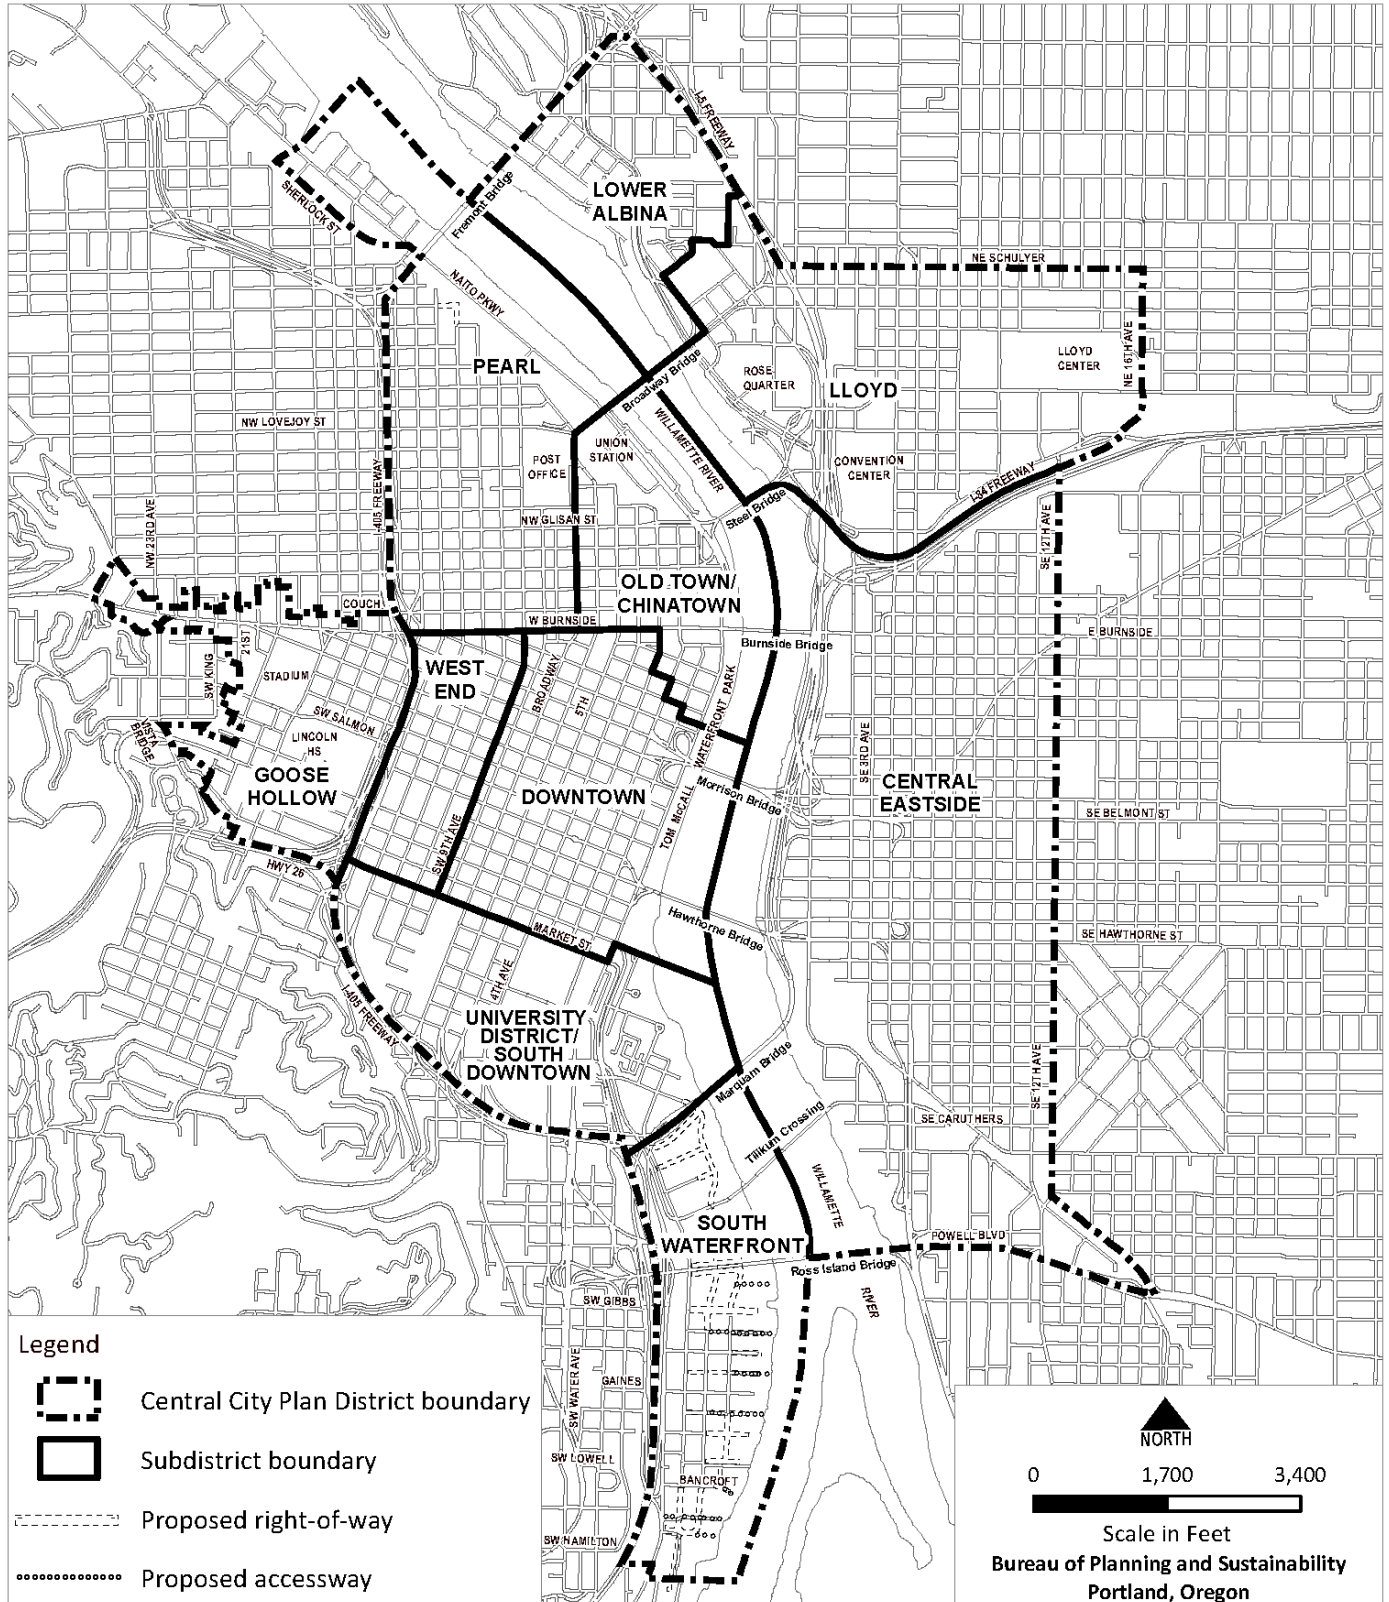 I-5 FREEWAY
LOWER
ALBINA
SHERLOCK ST
Fremont Bridge
NE SCHULYER
NAITO PKWY
NE 16TH AVE
LLOYD
CENTER
PEARL
Broadway Bridge
ROSE
QUARTER
LLOYD
NW LOVEJOY ST
WILLAMETTE RIVER
UNION
STATION
POST
OFFICE
CONVENTION
CENTER
I-84 FREEWAY
I-405 FREEWAY
NW 23RD AVE
NW GLISAN ST
Steel Bridge
SE 12TH AVE
OLD TOWN/
CHINATOWN
COUCH
W BURNSIDE
E BURNSIDE
Burnside Bridge
21ST
SW KING
STADIUM
WEST
END
BROADWAY
5TH
SW SALMON
VISTA
BRIDGE
LINCOLN
HS
GOOSE
HOLLOW
TOM McCALL WATERFRONT PARK
SE 3RD AVE
Morrison Bridge
CENTRAL
EASTSIDE
DOWNTOWN
SE BELMONT ST
SW 9TH AVE
HWY 26
Hawthorne Bridge
MARKET ST
SE HAWTHORNE ST
4TH AVE
I-405 FREEWAY
UNIVERSITY
DISTRICT/
SOUTH
DOWNTOWN
Marquam Bridge
SE 12TH AVE
Tilikum Crossing
SE CARUTHERS
WILLAMETTE
SOUTH
WATERFRONT
POWELL BLVD
Ross Island Bridge
RIVER
SW GIBBS
SW WATER AVE
GAINES
SW LOWELL
BANCROFT
SW HAMILTON
Legend
Central City Plan District boundary
Subdistrict boundary
Proposed right-of-way
Proposed accessway
NORTH
0 1,700 3,400
Scale in Feet
Bureau of Planning and Sustainability
Portland, Oregon